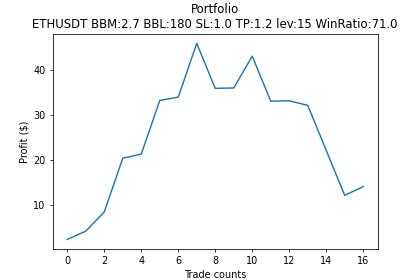 Portfolio
ETHUSDT BBM:2.7 BBL:180 SL:1.0 TP:1.2 lev:15 WinRatio:71.0
Profit ($)
40
30
20
10
0 2 4 6 8 10 12 14 16
Trade counts